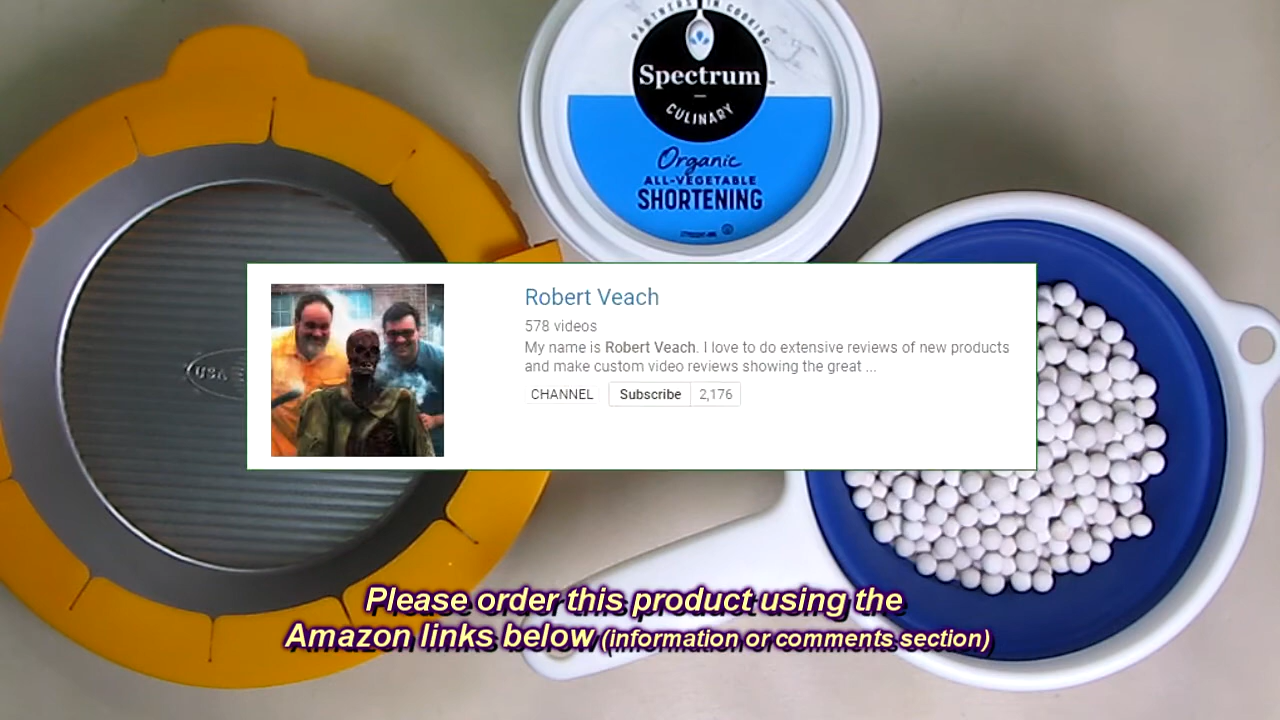 PARTNERS IN COOKING
Spectrum
CULINARY
Organic
ALL-VEGETABLE
SHORTENING
Robert Veach
578 videos
My name is Robert Veach. I love to do extensive reviews of new products
and make custom video reviews showing the great ...
CHANNEL Subscribe 2,176
USA
Please order this product using the
Amazon links below (information or comments section)